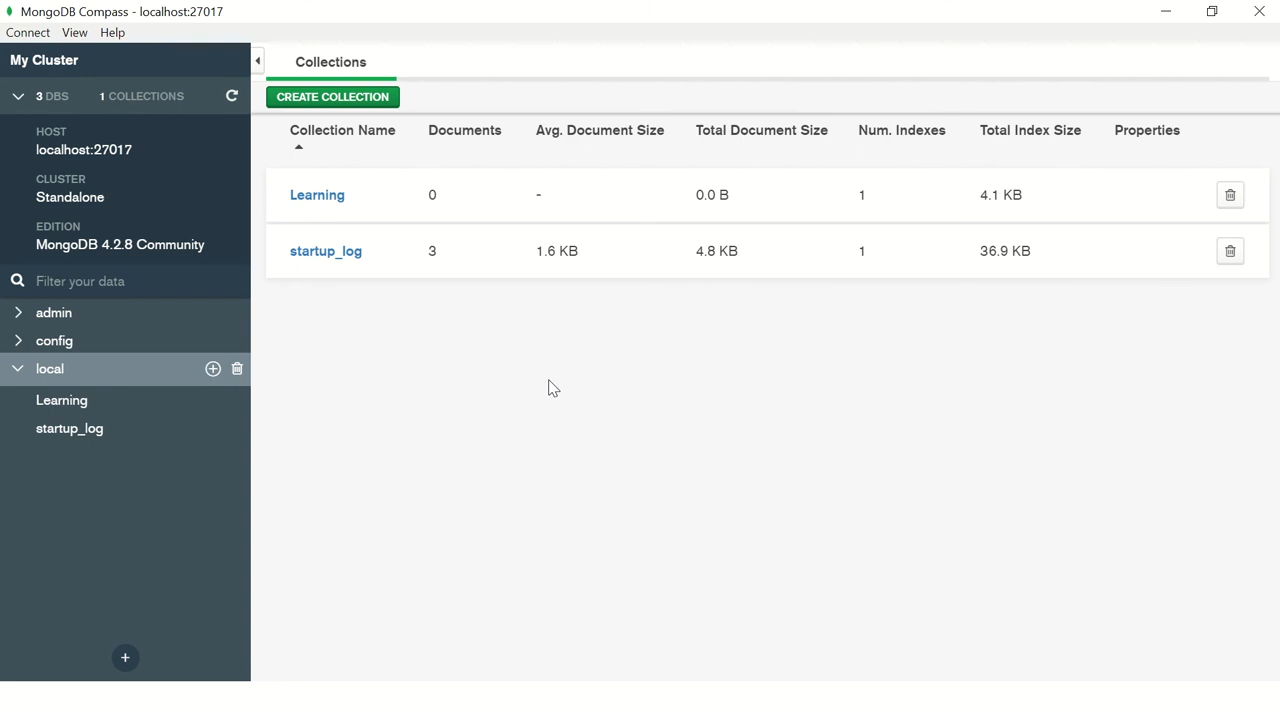 MongoDB Compass - localhost:27017
Connect View Help
My Cluster
3 DBS 1 COLLECTIONS
HOST
localhost:27017
CLUSTER
Standalone
EDITION
MongoDB 4.2.8 Community
Filter your data
admin
config
local
Learning
startup_log
+
Collections
CREATE COLLECTION
Collection Name Documents Avg. Document Size Total Document Size Num. Indexes Total Index Size Properties
Learning 0 - 0.0 B 1 4.1 KB
startup_log 3 1.6 KB 4.8 KB 1 36.9 KB